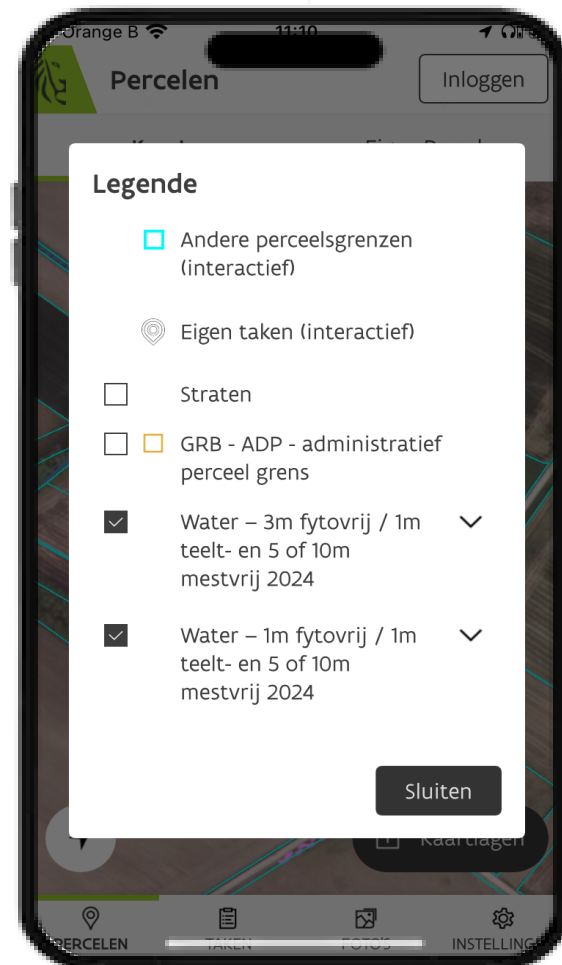 Orange B
11:10
Percelen
Inloggen
Legende
Andere perceelsgrenzen
(interactief)
Eigen taken (interactief)
Straten
GRB - ADP - administratief
perceel grens
Water – 3m fytovrij / 1m
teelt- en 5 of 10m
mestvrij 2024
Water – 1m fytovrij / 1m
teelt- en 5 of 10m
mestvrij 2024
Sluiten
Kaartlagen
PERCELEN
TAKEN
FOTO'S
INSTELLING